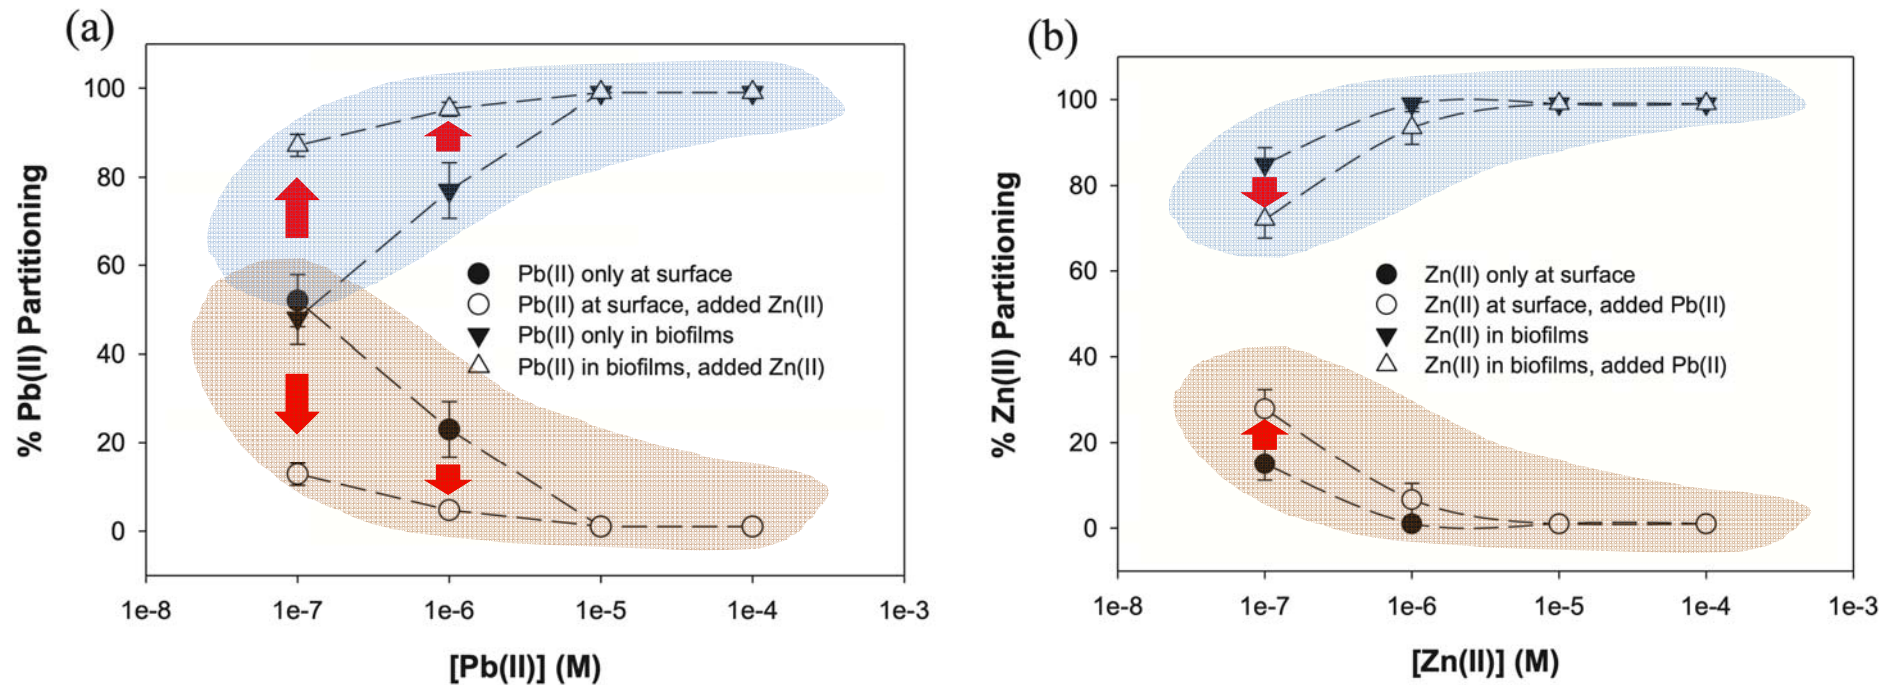 (a)
% Pb(II) Partitioning
100
80
60
40
20
0
Pb(II) only at surface
Pb(II) at surface, added Zn(II)
Pb(II) only in biofilms
Pb(II) in biofilms, added Zn(II)
1e-8 1e-7 1e-6 1e-5 1e-4 1e-3
[Pb(II)] (M)
(b)
% Zn(II) Partitioning
100
80
60
40
20
0
Zn(II) only at surface
Zn(II) at surface, added Pb(II)
Zn(II) in biofilms
Zn(II) in biofilms, added Pb(II)
1e-8 1e-7 1e-6 1e-5 1e-4 1e-3
[Zn(II)] (M)